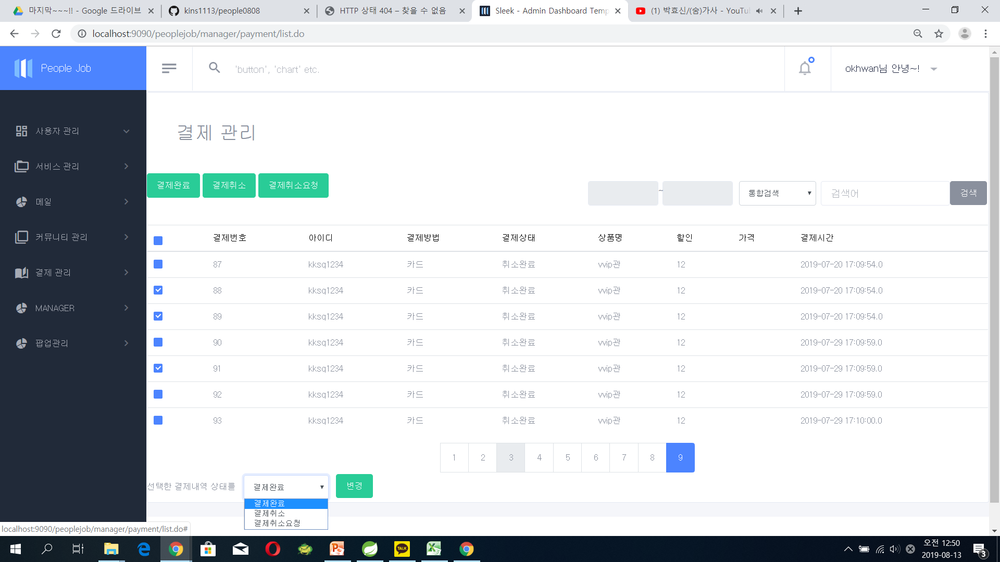 마지막~~~!! - Google 드라이브
kins1113/people0808
HTTP 상태 404 – 찾을 수 없음
Sleek - Admin Dashboard Temp
(1) 박효신/(숨)가사 - YouTu
localhost:9090/peoplejob/manager/payment/list.do
People Job
'button', 'chart' etc.
okhwan님 안녕~!
사용자 관리
서비스 관리
메일
커뮤니티 관리
결제 관리
MANAGER
팝업관리
결제 관리
결제완료 결제취소 결제취소요청
~ 통합검색 검색어 검색
결제번호 아이디 결제방법 결제상태 상품명 할인 가격 결제시간
87 kksq1234 카드 취소완료 vvip관 12 2019-07-20 17:09:54.0
88 kksq1234 카드 취소완료 vvip관 12 2019-07-20 17:09:54.0
89 kksq1234 카드 취소완료 vvip관 12 2019-07-20 17:09:54.0
90 kksq1234 카드 취소완료 vvip관 12 2019-07-29 17:09:59.0
91 kksq1234 카드 취소완료 vvip관 12 2019-07-29 17:09:59.0
92 kksq1234 카드 취소완료 vvip관 12 2019-07-29 17:09:59.0
93 kksq1234 카드 취소완료 vvip관 12 2019-07-29 17:10:00.0
1 2 3 4 5 6 7 8 9
선택한 결제내역 상태를 결제완료 변경
결제완료
결제취소
결제취소요청
localhost:9090/peoplejob/manager/payment/list.do#
TALK
오전 12:50
2019-08-13
3